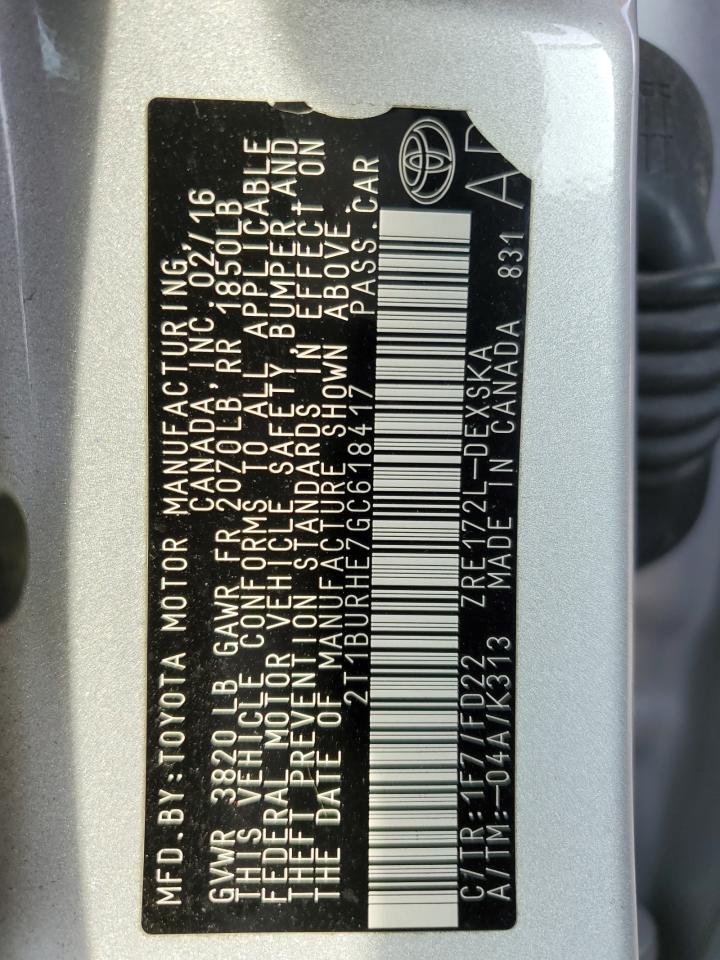 MFD.BY:TOYOTA MOTOR MANUFACTURING,
CANADA,INC. 02/16
GVWR 3820LB GAWR FR 2070LB RR 1850LB
THIS VEHICLE CONFORMS TO ALL APPLICABLE
FEDERAL MOTOR VEHICLE SAFETY, BUMPER AND
THEFT PREVENTION STANDARDS IN EFFECT ON
THE DATE OF MANUFACTURE SHOWN ABOVE.
2T1BURHE7GC618417 PASS.CAR
C/TR:1F7/FD22 ZRE172L-DEXSKA
A/TM:-04A/K313 MADE IN CANADA 831